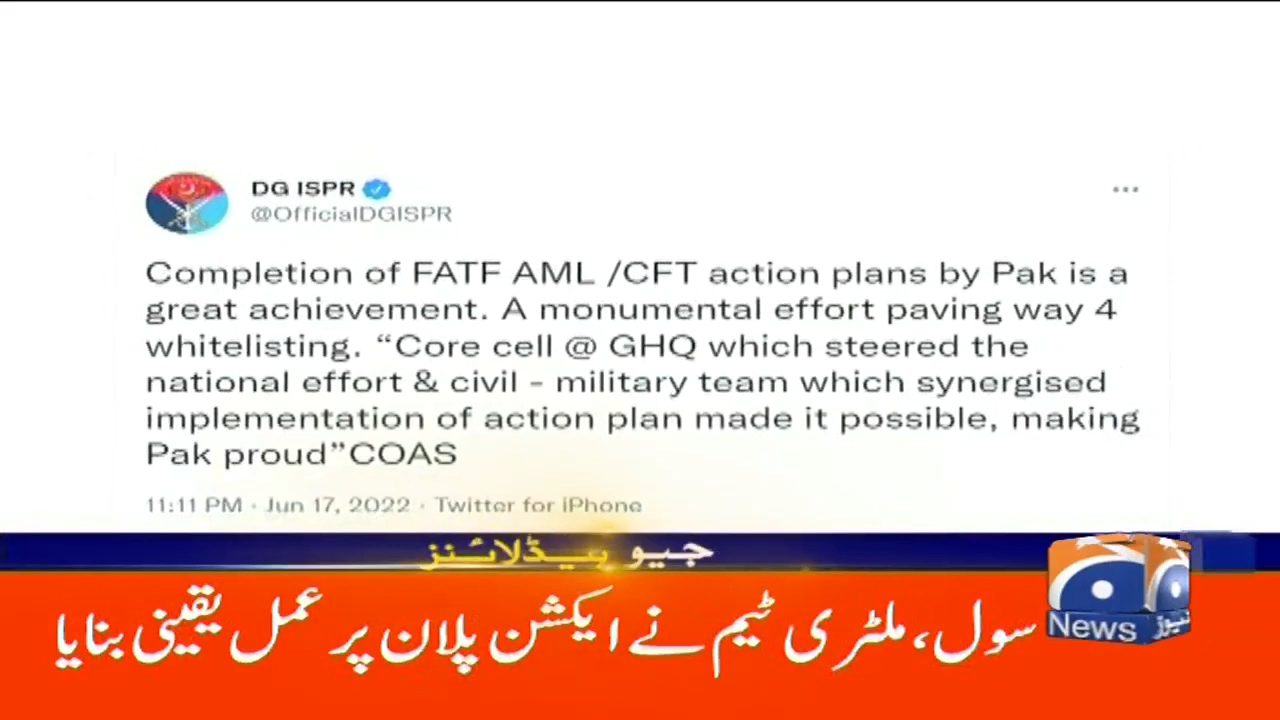 DG ISPR
@OfficialDGISPR
Completion of FATF AML /CFT action plans by Pak is a
great achievement. A monumental effort paving way 4
whitelisting. “Core cell @ GHQ which steered the
national effort & civil - military team which synergised
implementation of action plan made it possible, making
Pak proud”COAS
11:11 PM · Jun 17, 2022 · Twitter for iPhone
جیو ہیڈلائنز
سول، ملٹری ٹیم نے ایکشن پلان پر عمل یقینی بنایا
News نیوز